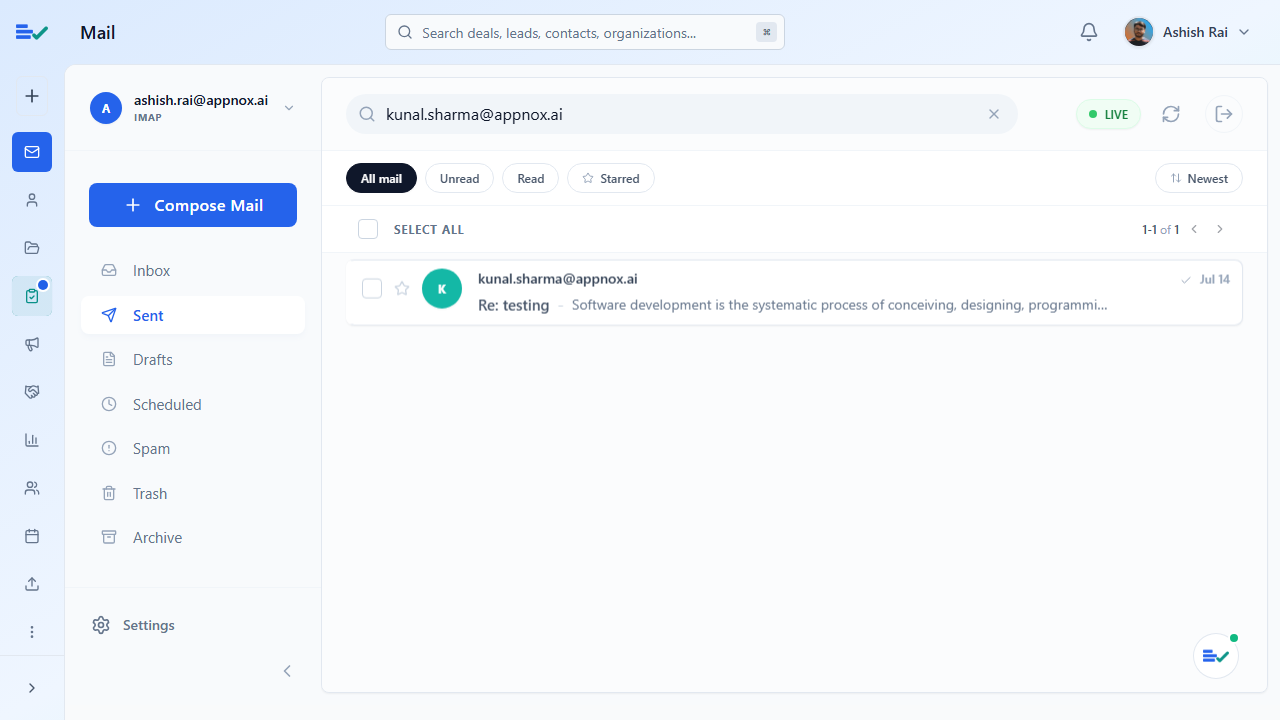 Mail
Search deals, leads, contacts, organizations...
⌘
Ashish Rai
A
ashish.rai@appnox.ai
IMAP
Compose Mail
Inbox
Sent
Drafts
Scheduled
Spam
Trash
Archive
Settings
kunal.sharma@appnox.ai
LIVE
All mail
Unread
Read
Starred
Newest
SELECT ALL
1-1 of 1
K
kunal.sharma@appnox.ai
Jul 14
Re: testing - Software development is the systematic process of conceiving, designing, programmi...